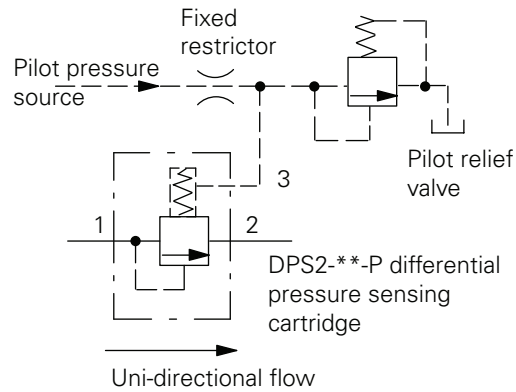 Fixed
restrictor
Pilot pressure
source
Pilot relief
valve
3
1
2
DPS2-**-P differential
pressure sensing
cartridge
Uni-directional flow